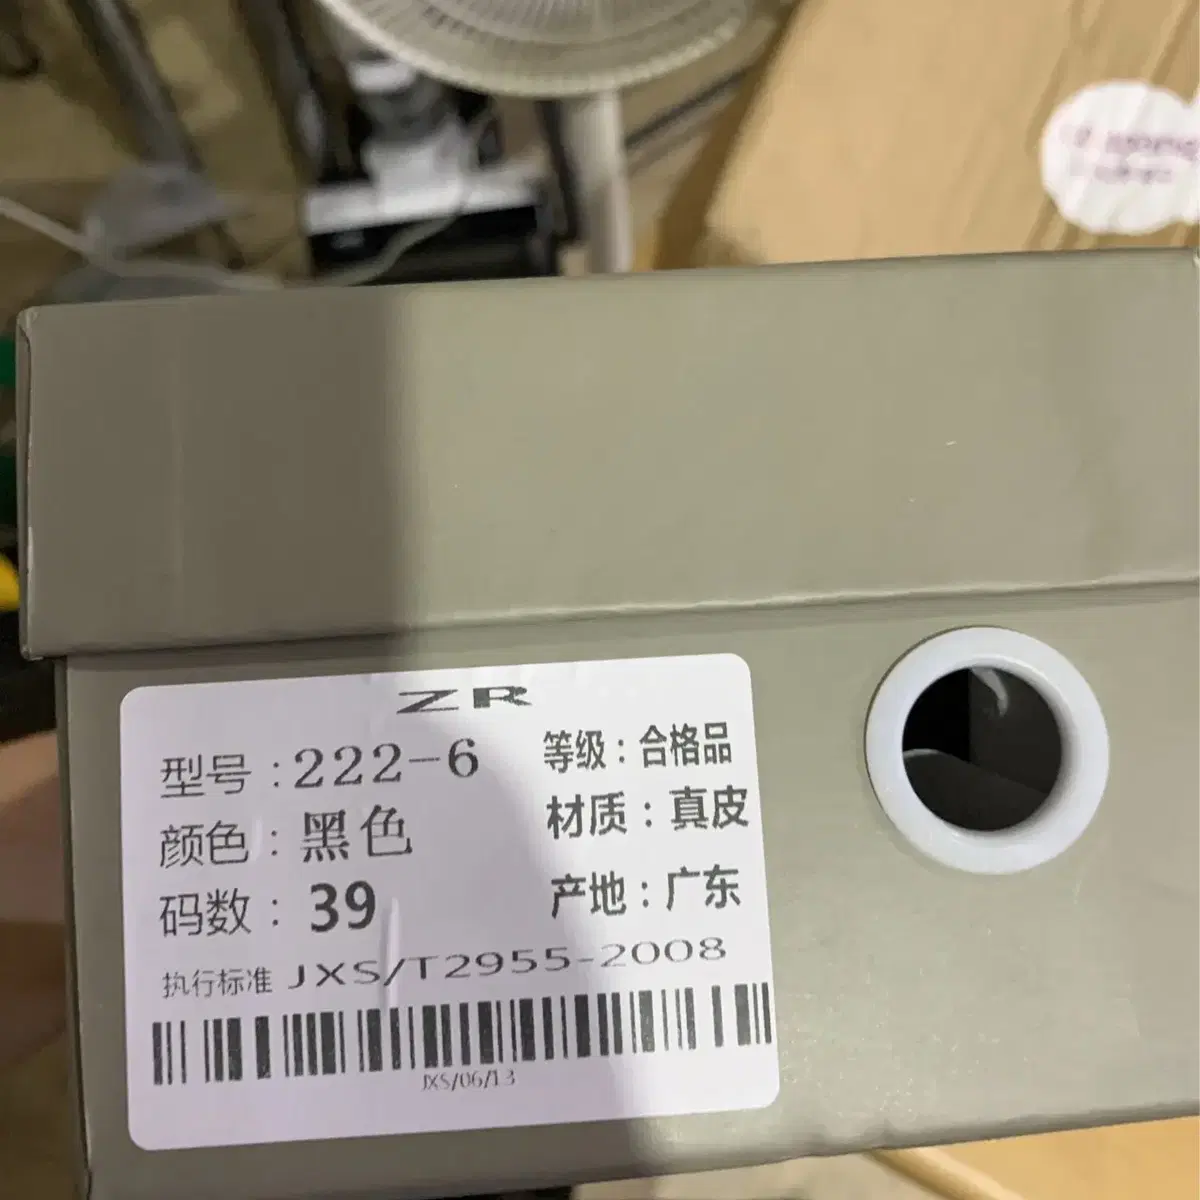 ZR
型号:222-6
等级:合格品
颜色:黑色
材质:真皮
码数: 39
产地:广东
执行标准 JXS/T2955-2008
JXS/06/13